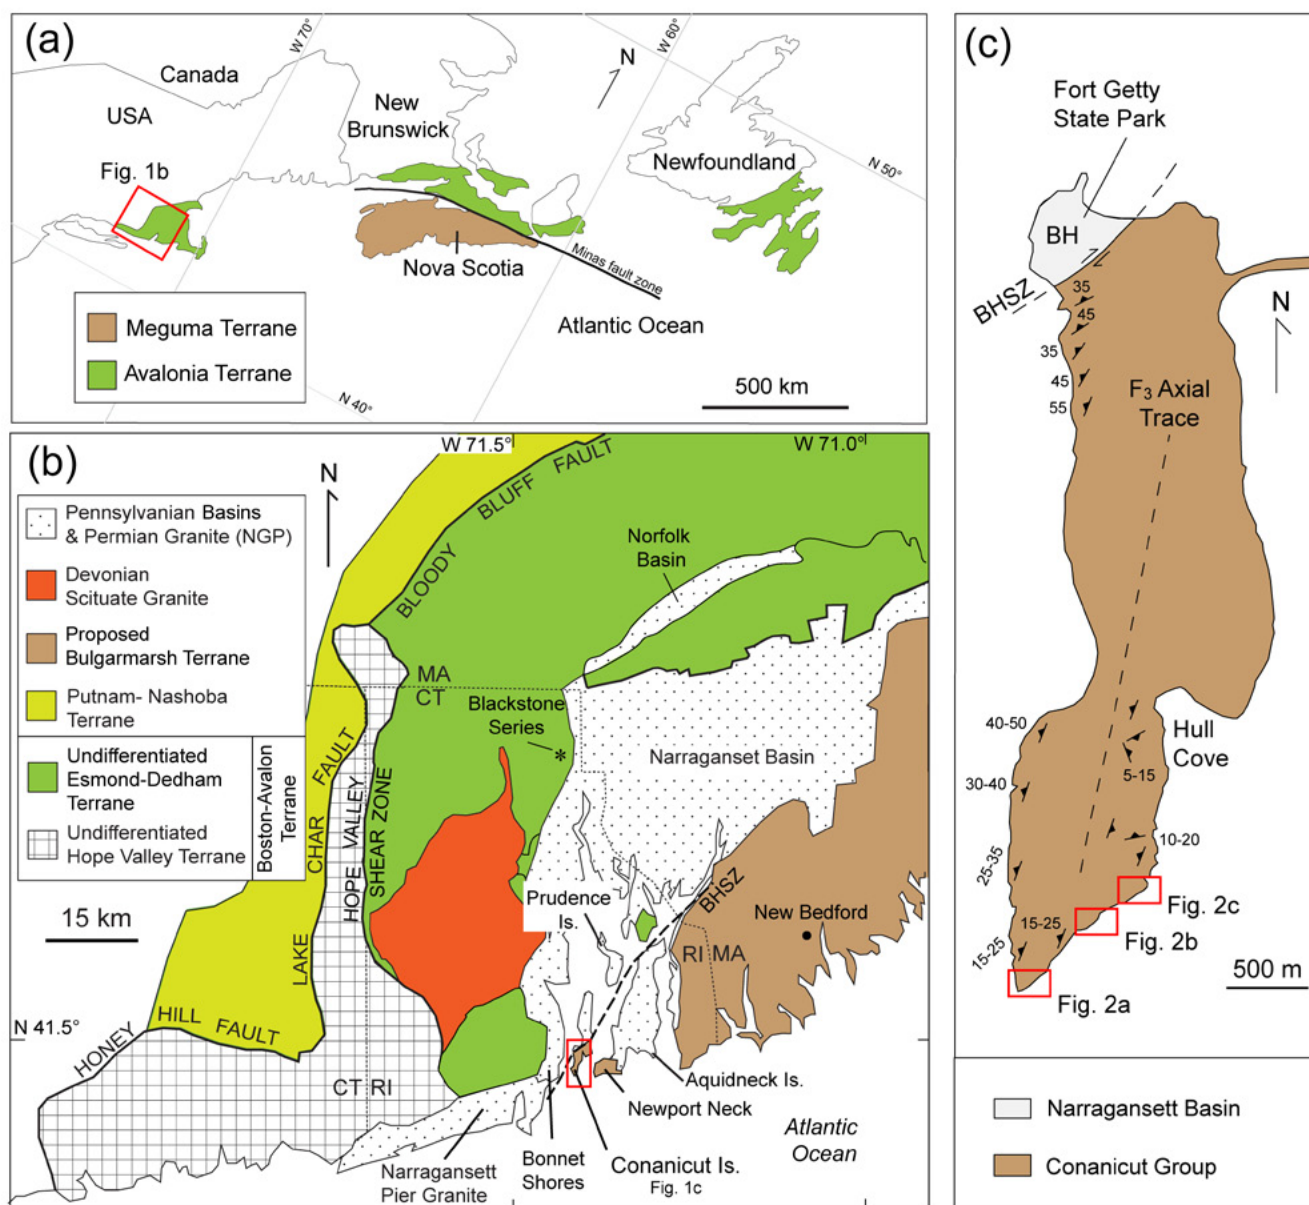 (a)
W 70°
W 60°
N
Canada
USA
New
Brunswick
Newfoundland
N 50°
Fig. 1b
Nova Scotia
Minas fault zone
Atlantic Ocean
Meguma Terrane
Avalonia Terrane
N 40°
500 km
(b)
N
W 71.5°
W 71.0°
Pennsylvanian Basins
& Permian Granite (NGP)
Devonian
Scituate Granite
Proposed
Bulgarmarsh Terrane
Putnam- Nashoba
Terrane
Undifferentiated
Esmond-Dedham
Terrane
Undifferentiated
Hope Valley Terrane
Boston-Avalon
Terrane
15 km
BLOODY BLUFF FAULT
Norfolk
Basin
MA
CT
Blackstone
Series
*
Narraganset Basin
LAKE CHAR FAULT
HOPE VALLEY
SHEAR ZONE
Prudence
Is.
BHSZ
New Bedford
RI MA
N 41.5°
HONEY HILL FAULT
CT RI
Aquidneck Is.
Newport Neck
Narragansett
Pier Granite
Bonnet
Shores
Conanicut Is.
Fig. 1c
Atlantic
Ocean
(c)
Fort Getty
State Park
BH
BHSZ
N
35
45
35
45
55
F₃ Axial
Trace
40-50
Hull
Cove
5-15
30-40
10-20
25-35
Fig. 2c
15-25
Fig. 2b
15-25
500 m
Fig. 2a
Narragansett Basin
Conanicut Group